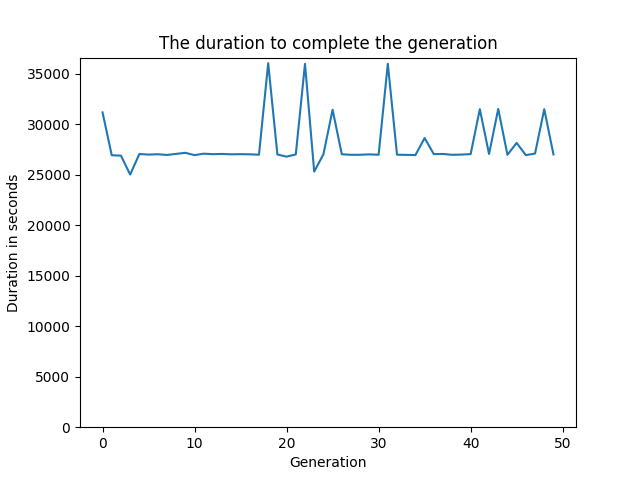 The duration to complete the generation
Duration in seconds
35000
30000
25000
20000
15000
10000
5000
0
0 10 20 30 40 50
Generation